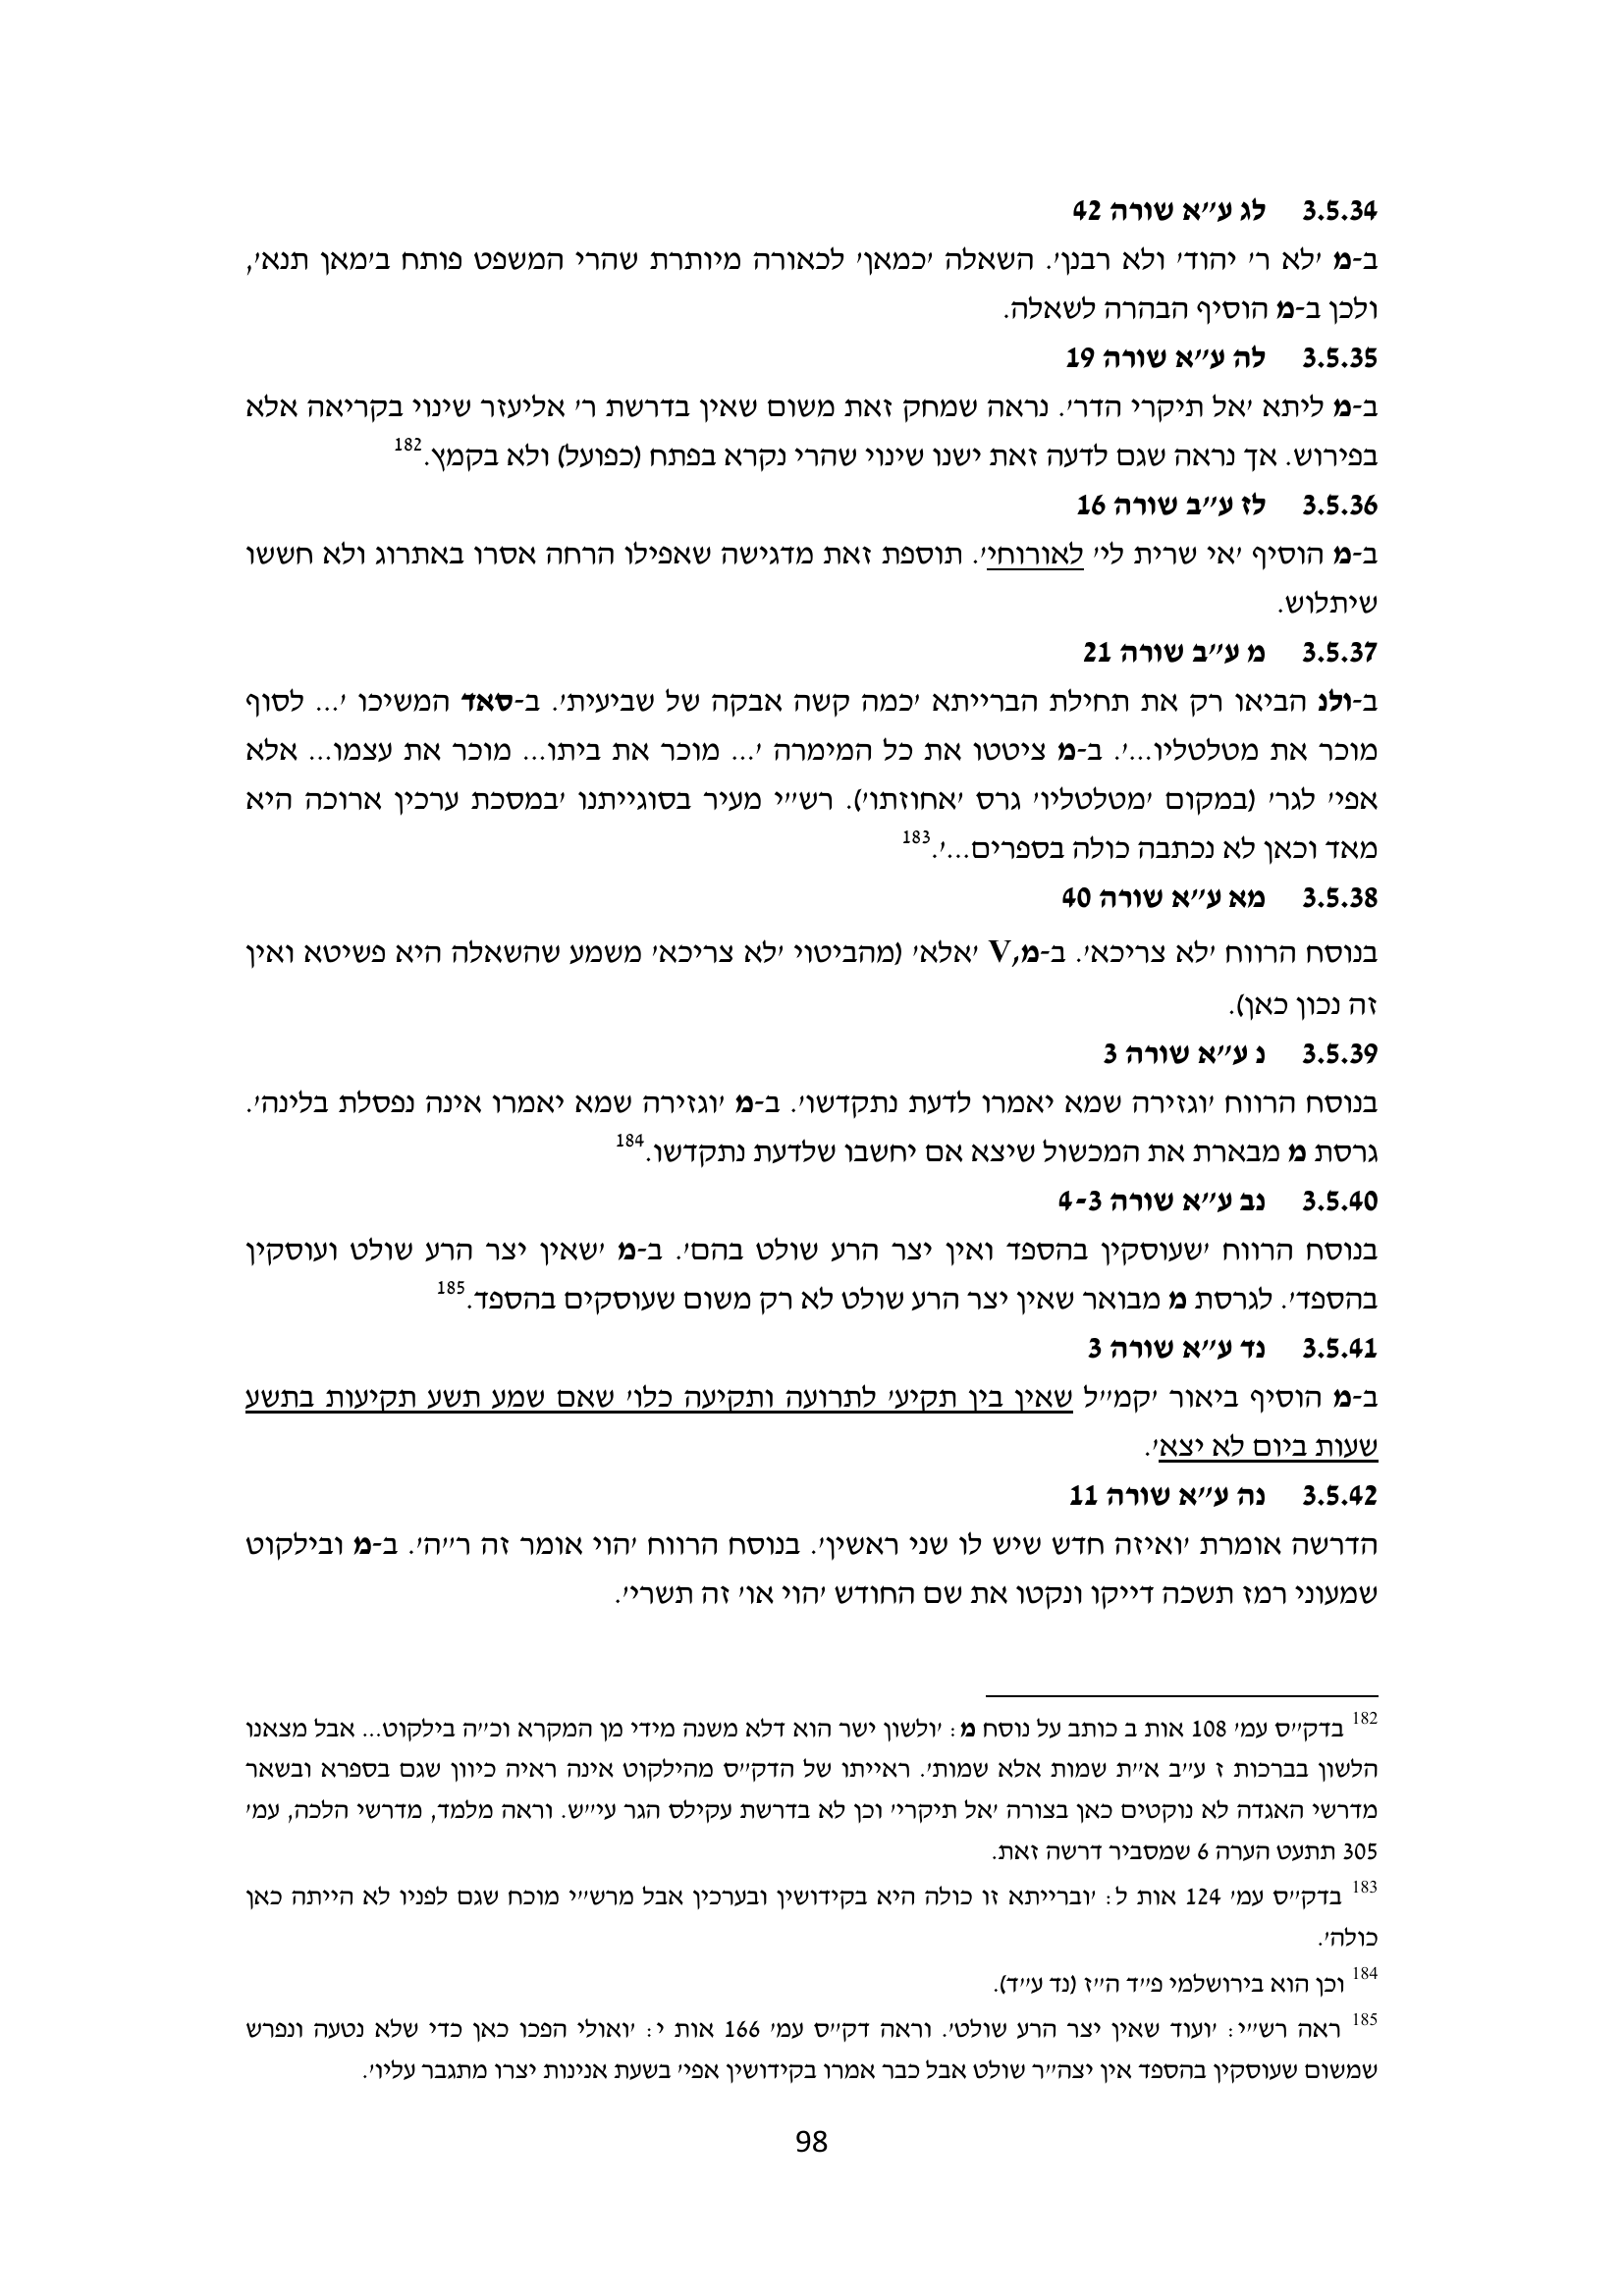 3.5.34 לג ע"א שורה 42
ב-מ 'לא ר' יהוד' ולא רבנן'. השאלה 'כמאן' לכאורה מיותרת שהרי המשפט פותח ב'מאן תנא',
ולכן ב-מ הוסיף הבהרה לשאלה.
3.5.35 לה ע"א שורה 19
ב-מ ליתא 'אל תיקרי הדר'. נראה שמחק זאת משום שאין בדרשת ר' אליעזר שינוי בקריאה אלא
בפירוש. אך נראה שגם לדעה זאת ישנו שינוי שהרי נקרא בפתח (כפועל) ולא בקמץ.182
3.5.36 לז ע"ב שורה 16
ב-מ הוסיף 'אי שרית לי' לאורוחי'. תוספת זאת מדגישה שאפילו הרחה אסרו באתרוג ולא חששו
שיתלוש.
3.5.37 מ ע"ב שורה 21
ב-ולנ הביאו רק את תחילת הברייתא 'כמה קשה אבקה של שביעית'. ב-סאד המשיכו '... לסוף
מוכר את מטלטליו...'. ב-מ ציטטו את כל המימרה '... מוכר את ביתו... מוכר את עצמו... אלא
אפי' לגר' (במקום 'מטלטליו' גרס 'אחוזתו'). רש"י מעיר בסוגייתנו 'במסכת ערכין ארוכה היא
מאד וכאן לא נכתבה כולה בספרים...'.183
3.5.38 מא ע"א שורה 40
בנוסח הרווח 'לא צריכא'. ב-מ,V 'אלא' (מהביטוי 'לא צריכא' משמע שהשאלה היא פשיטא ואין
זה נכון כאן).
3.5.39 נ ע"א שורה 3
בנוסח הרווח 'וגזירה שמא יאמרו לדעת נתקדשו'. ב-מ 'וגזירה שמא יאמרו אינה נפסלת בלינה'.
גרסת מ מבארת את המכשול שיצא אם יחשבו שלדעת נתקדשו.184
3.5.40 נב ע"א שורה 4-3
בנוסח הרווח 'שעוסקין בהספד ואין יצר הרע שולט בהם'. ב-מ 'שאין יצר הרע שולט ועוסקין
בהספד'. לגרסת מ מבואר שאין יצר הרע שולט לא רק משום שעוסקים בהספד.185
3.5.41 נד ע"א שורה 3
ב-מ הוסיף ביאור 'קמ"ל שאין בין תקיע' לתרועה ותקיעה כלו' שאם שמע תשע תקיעות בתשע
שעות ביום לא יצא'.
3.5.42 נה ע"א שורה 11
הדרשה אומרת 'ואיזה חדש שיש לו שני ראשין'. בנוסח הרווח 'הוי אומר זה ר"ה'. ב-מ ובילקוט
שמעוני רמז תשכה דייקו ונקטו את שם החודש 'הוי או' זה תשרי'.
182 בדק"ס עמ' 108 אות ב כותב על נוסח מ: 'ולשון ישר הוא דלא משנה מידי מן המקרא וכ"ה בילקוט... אבל מצאנו
הלשון בברכות ז ע"ב א"ת שמות אלא שמות'. ראייתו של הדק"ס מהילקוט אינה ראיה כיוון שגם בספרא ובשאר
מדרשי האגדה לא נוקטים כאן בצורה 'אל תיקרי' וכן לא בדרשת עקילס הגר עי"ש. וראה מלמד, מדרשי הלכה, עמ'
305 תתעט הערה 6 שמסביר דרשה זאת.
183 בדק"ס עמ' 124 אות ל: 'וברייתא זו כולה היא בקידושין ובערכין אבל מרש"י מוכח שגם לפניו לא הייתה כאן
כולה'.
184 וכן הוא בירושלמי פ"ד ה"ז (נד ע"ד).
185 ראה רש"י: 'ועוד שאין יצר הרע שולט'. וראה דק"ס עמ' 166 אות י: 'ואולי הפכו כאן כדי שלא נטעה ונפרש
שמשום שעוסקין בהספד אין יצה"ר שולט אבל כבר אמרו בקידושין אפי' בשעת אנינות יצרו מתגבר עליו'.
98